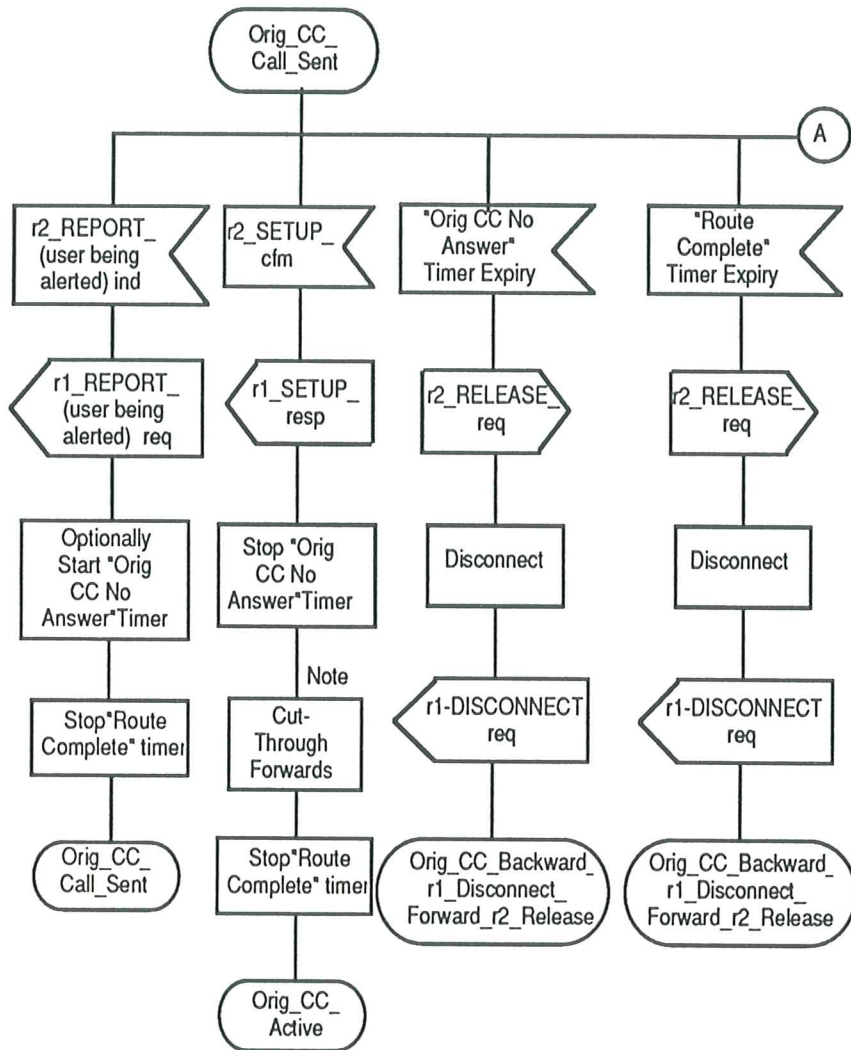 Orig_CC_
Call_Sent
A
r2_REPORT_
(user being
alerted) ind
r2_SETUP_
cfm
"Orig CC No
Answer"
Timer Expiry
"Route
Complete"
Timer Expiry
r1_REPORT_
(user being
alerted) req
r1_SETUP_
resp
r2_RELEASE_
req
r2_RELEASE_
req
Optionally
Start "Orig
CC No
Answer"Timer
Stop "Orig
CC No
Answer"Timer
Disconnect
Disconnect
Note
Stop"Route
Complete" timer
Cut-
Through
Forwards
r1-DISCONNECT
req
r1-DISCONNECT
req
Orig_CC_
Call_Sent
Stop"Route
Complete" timer
Orig_CC_Backward_
r1_Disconnect_
Forward_r2_Release
Orig_CC_Backward_
r1_Disconnect_
Forward_r2_Release
Orig_CC_
Active